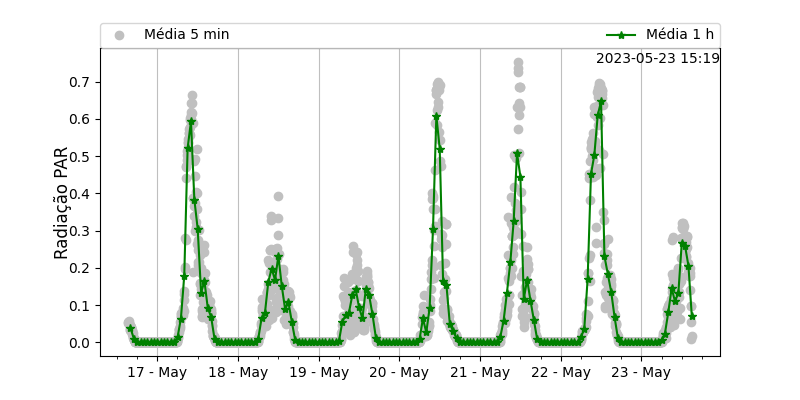 Média 5 min
Média 1 h
2023-05-23 15:19
Radiação PAR
0.7
0.6
0.5
0.4
0.3
0.2
0.1
0.0
17 - May
18 - May
19 - May
20 - May
21 - May
22 - May
23 - May